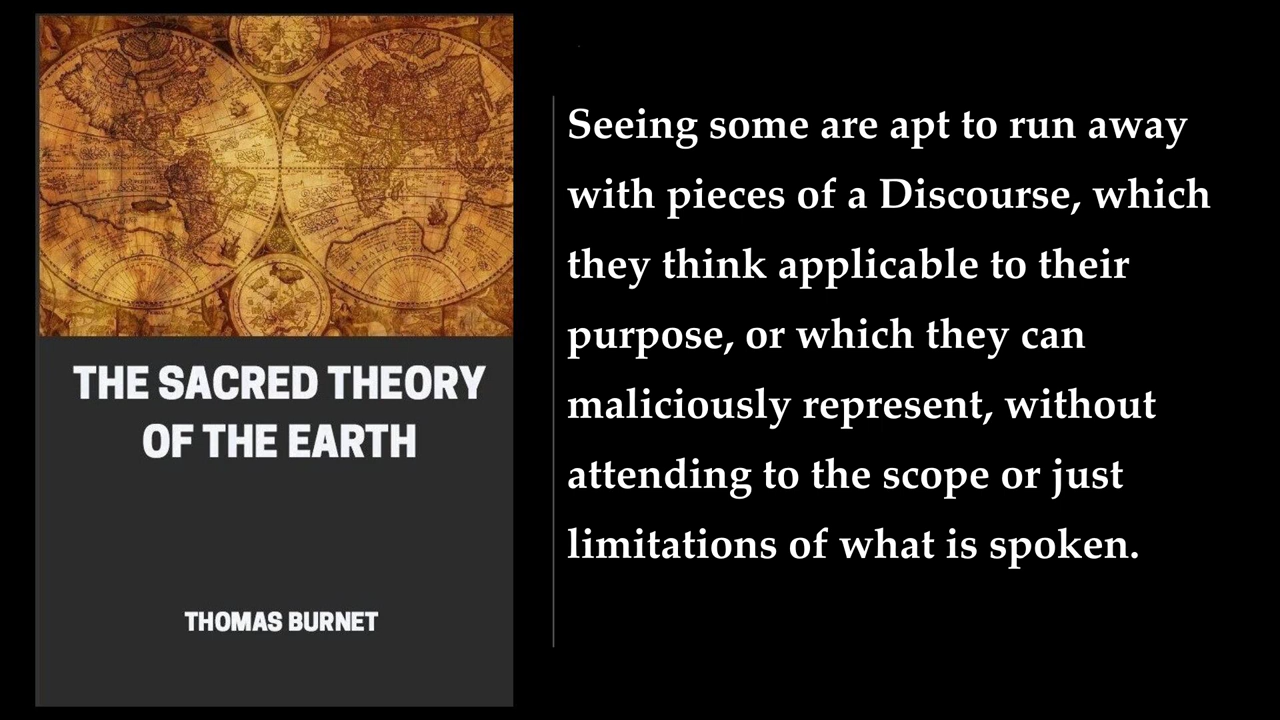 THE SACRED THEORY
OF THE EARTH
THOMAS BURNET
Seeing some are apt to run away
with pieces of a Discourse, which
they think applicable to their
purpose, or which they can
maliciously represent, without
attending to the scope or just
limitations of what is spoken.